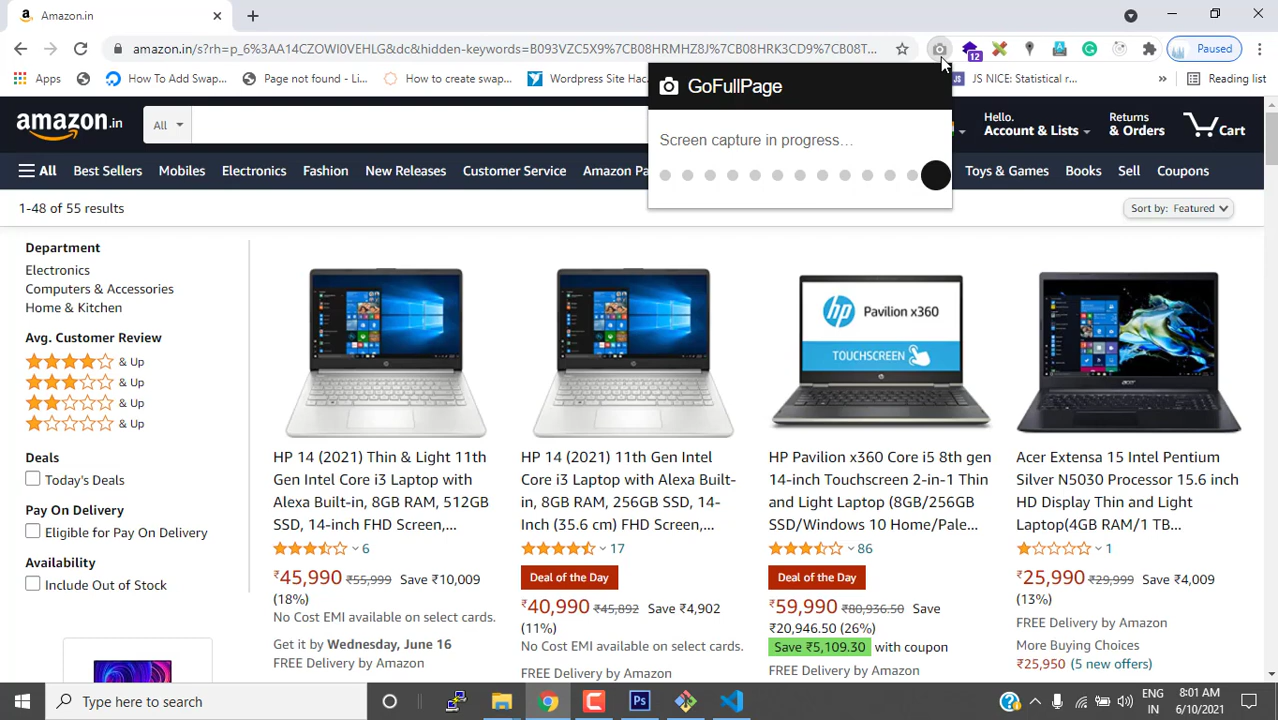 Amazon.in
amazon.in/s?rh=p_6%3AA14CZOWI0VEHLG&dc&hidden-keywords=B093VZC5X9%7CB08HRMHZ8J%7CB08HRK3CD9%7CB08T...
12
Paused
Apps
How To Add Swap...
Page not found - Li...
How to create swap...
Wordpress Site Hac
JS NICE: Statistical r...
»
Reading list
GoFullPage
Screen capture in progress...
amazon.in
All
Hello.
Account & Lists
Returns
& Orders
Cart
All
Best Sellers
Mobiles
Electronics
Fashion
New Releases
Customer Service
Amazon Pa
Toys & Games
Books
Sell
Coupons
1-48 of 55 results
Sort by: Featured
Department
Electronics
Computers & Accessories
Home & Kitchen
Avg. Customer Review
& Up
& Up
& Up
& Up
Deals
Today's Deals
Pay On Delivery
Eligible for Pay On Delivery
Availability
Include Out of Stock
HP 14 (2021) Thin & Light 11th
Gen Intel Core i3 Laptop with
Alexa Built-in, 8GB RAM, 512GB
SSD, 14-inch FHD Screen,...
6
₹45,990 ₹55,999 Save ₹10,009
(18%)
No Cost EMI available on select cards.
Get it by Wednesday, June 16
FREE Delivery by Amazon
HP 14 (2021) 11th Gen Intel
Core i3 Laptop with Alexa Built-
in, 8GB RAM, 256GB SSD, 14-
Inch (35.6 cm) FHD Screen,...
17
Deal of the Day
₹40,990 ₹45,892 Save ₹4,902
(11%)
No Cost EMI available on select cards.
FREE Delivery by Amazon
hp Pavilion x360
TOUCHSCREEN
HP Pavilion x360 Core i5 8th gen
14-inch Touchscreen 2-in-1 Thin
and Light Laptop (8GB/256GB
SSD/Windows 10 Home/Pale...
86
Deal of the Day
₹59,990 ₹80,936.50 Save
₹20,946.50 (26%)
Save ₹5,109.30 with coupon
FREE Delivery by Amazon
acer
Acer Extensa 15 Intel Pentium
Silver N5030 Processor 15.6 inch
HD Display Thin and Light
Laptop(4GB RAM/1 TB...
1
₹25,990 ₹29,999 Save ₹4,009
(13%)
FREE Delivery by Amazon
More Buying Choices
₹25,950 (5 new offers)
Type here to search
Ps
ENG
IN
8:01 AM
6/10/2021